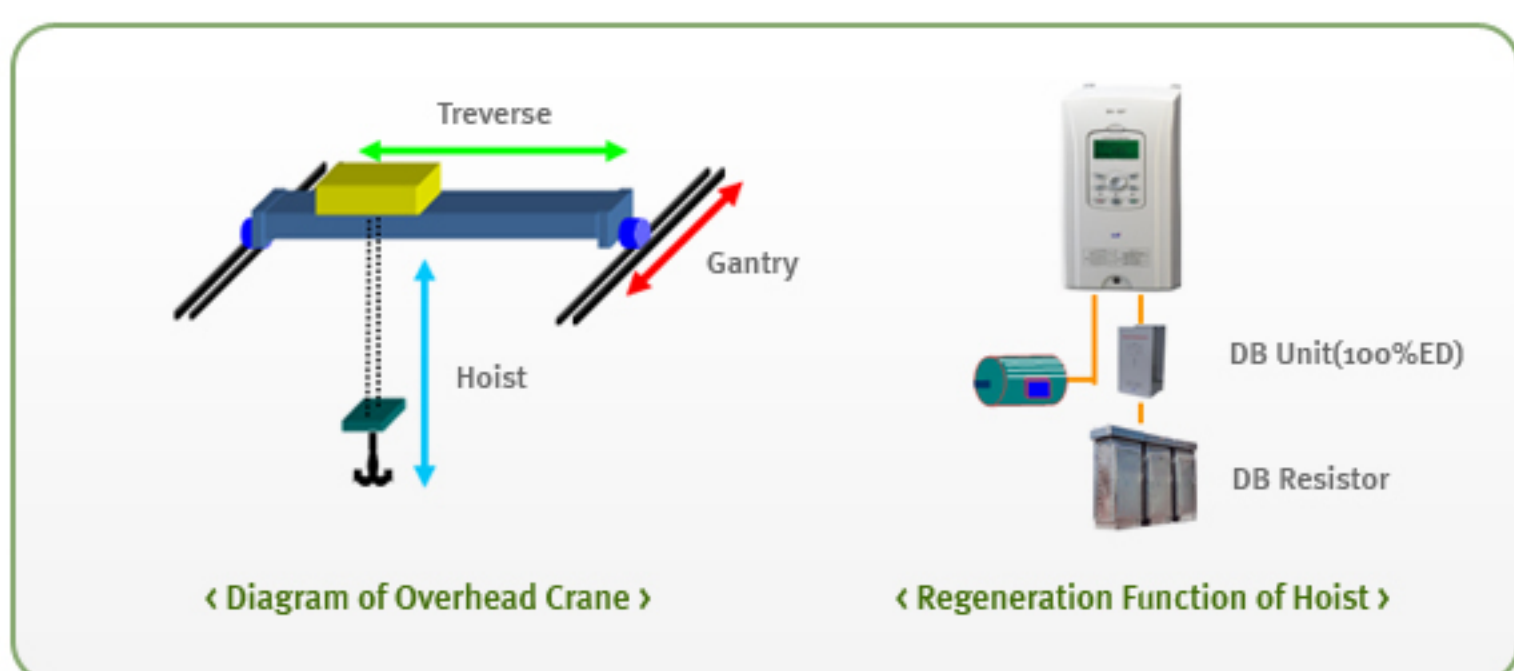 Treverse
Gantry
Hoist
DB Unit(100%ED)
DB Resistor
< Diagram of Overhead Crane >
< Regeneration Function of Hoist >